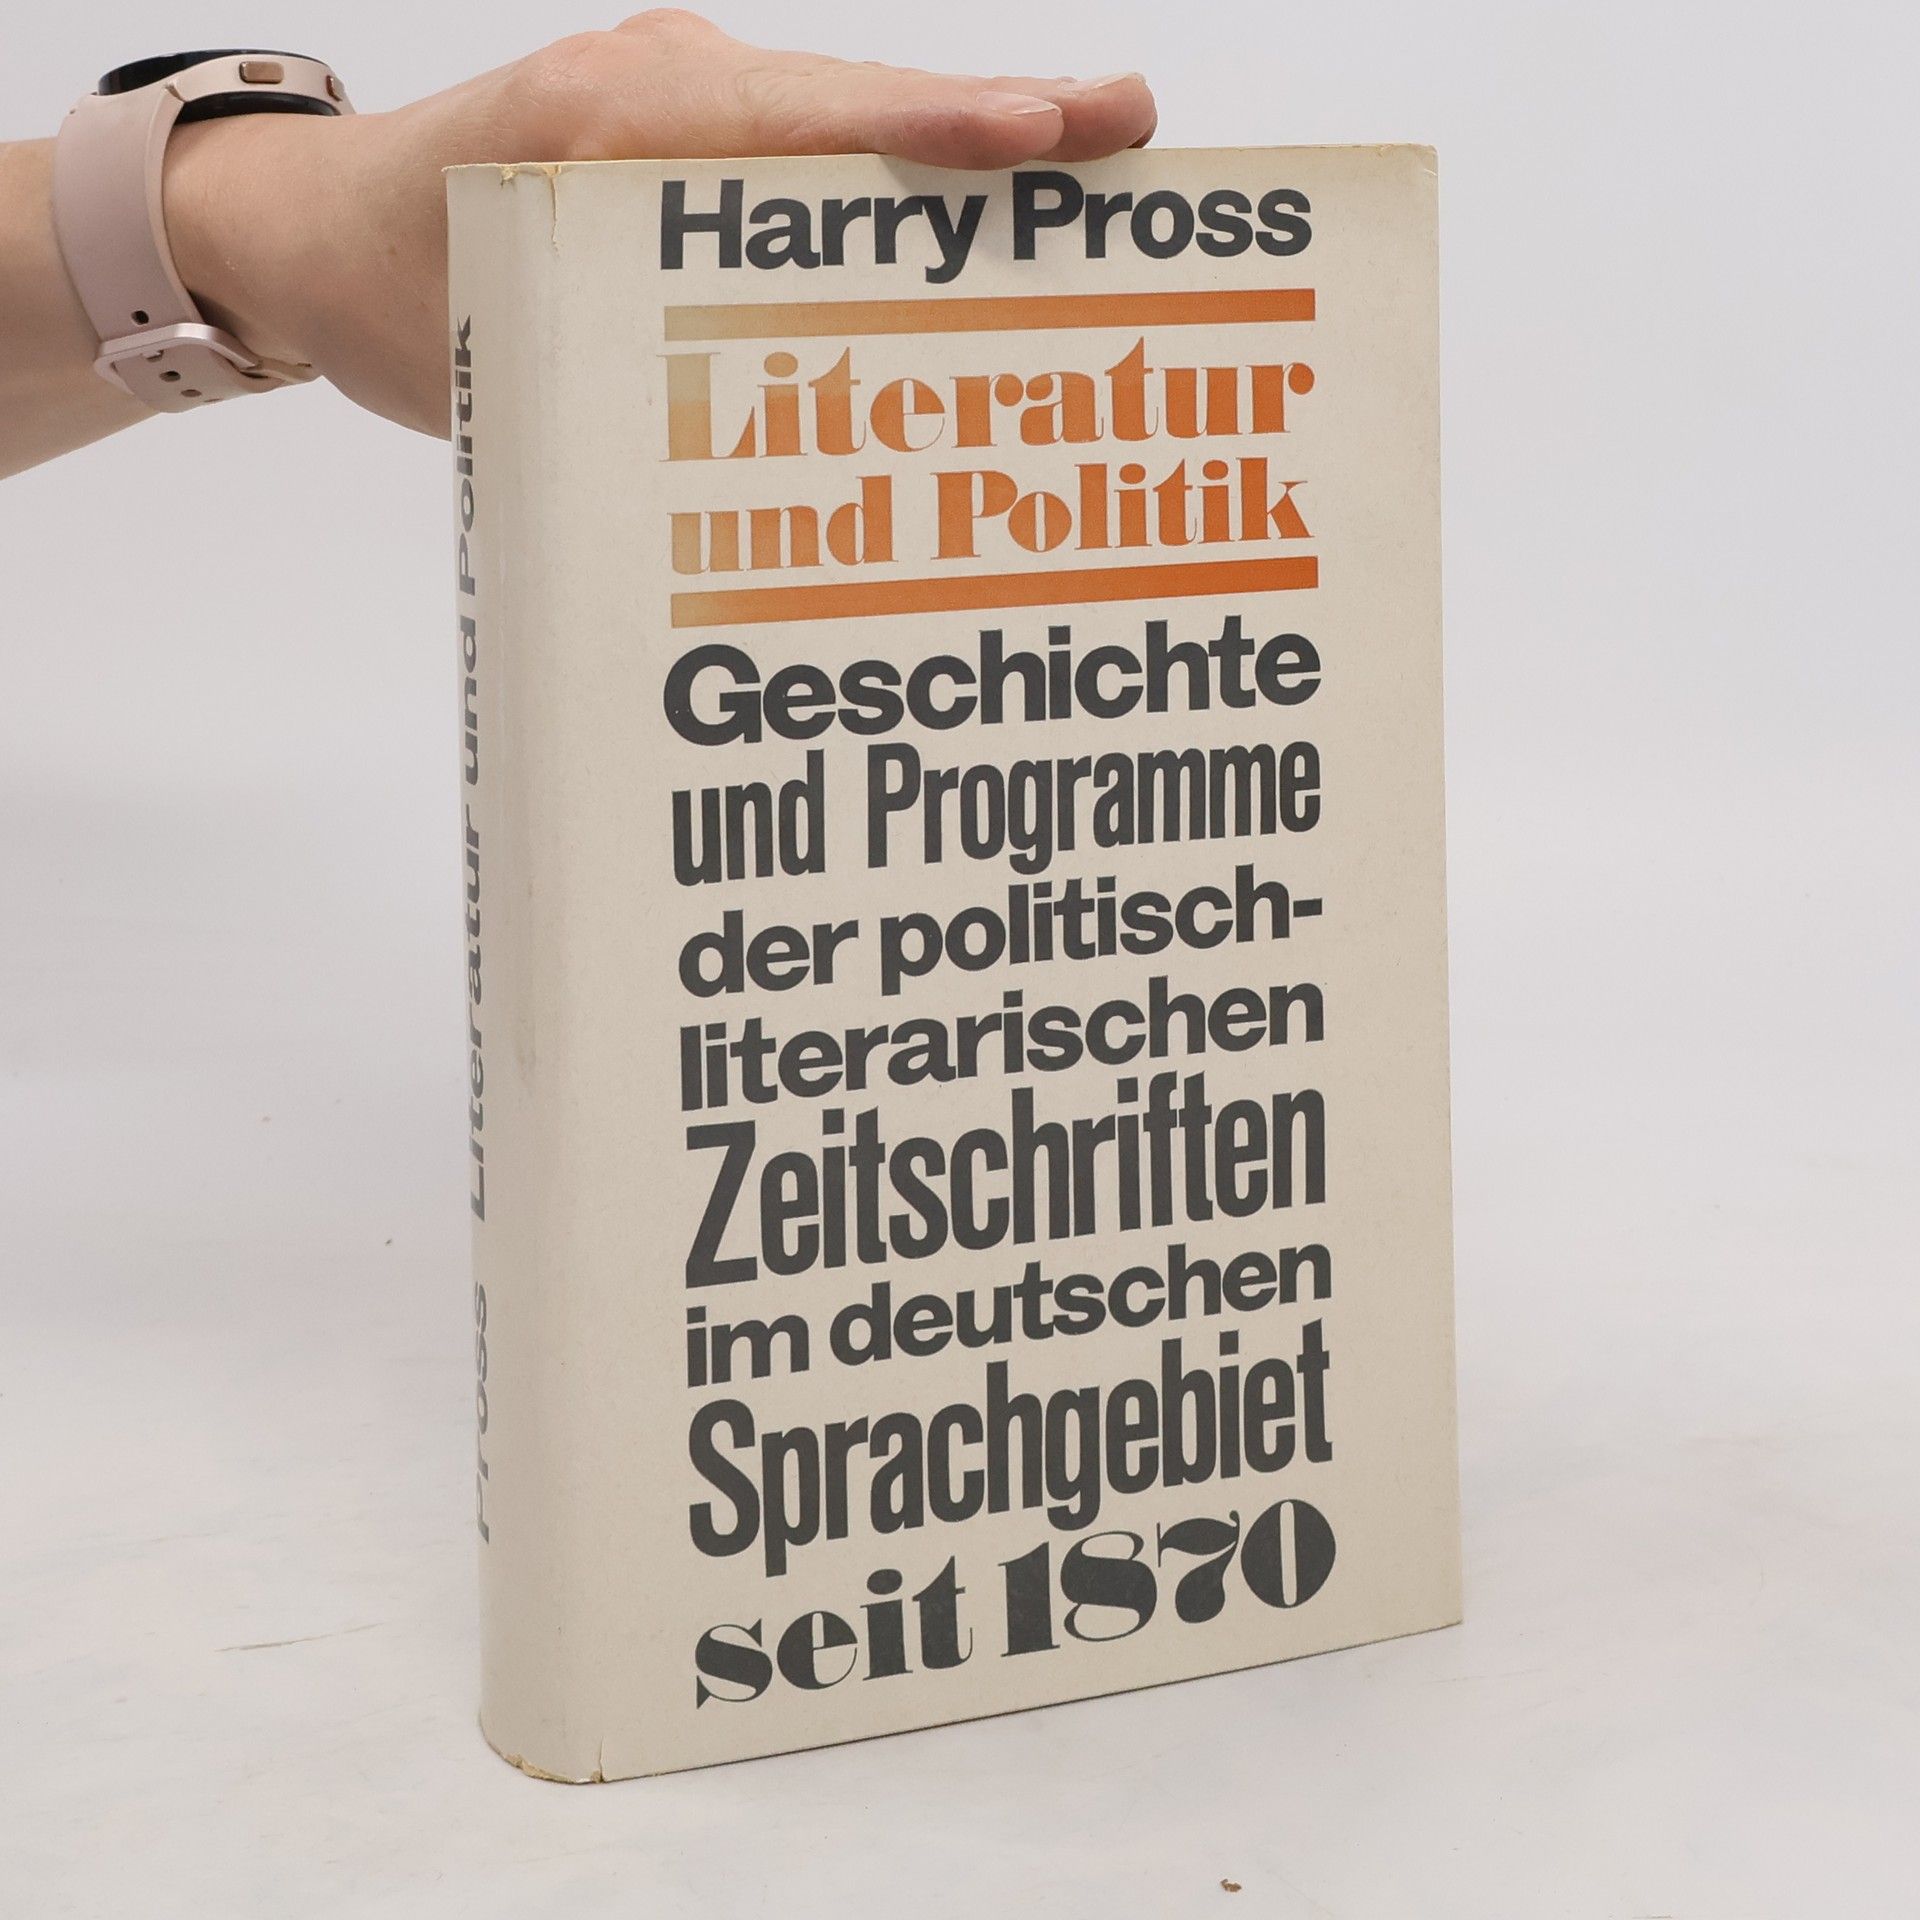 Harry Pross
Literatur
und Politik
Geschichte
und Programme
der politisch-
literarischen
Zeitschriften
im deutschen
Sprachgebiet
seit 1870
Pross Literatur und Politik